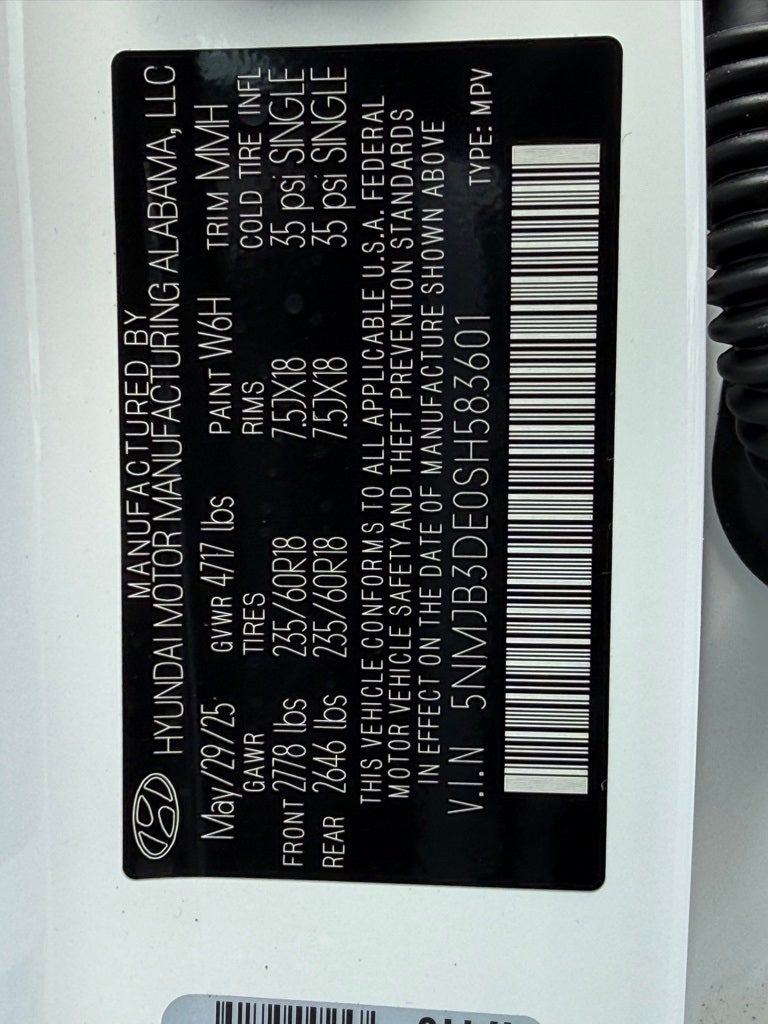 MANUFACTURED BY
HYUNDAI MOTOR MANUFACTURING ALABAMA, LLC
May/29/25 GVWR 4717 lbs PAINT W6H TRIM MMH
GAWR TIRES RIMS COLD TIRE INFL
FRONT 2778 lbs 235/60R18 7.5JX18 35 psi SINGLE
REAR 2646 lbs 235/60R18 7.5JX18 35 psi SINGLE
THIS VEHICLE CONFORMS TO ALL APPLICABLE U.S.A. FEDERAL
MOTOR VEHICLE SAFETY AND THEFT PREVENTION STANDARDS
IN EFFECT ON THE DATE OF MANUFACTURE SHOWN ABOVE
V.I.N 5NMJB3DE0SH583601 TYPE: MPV